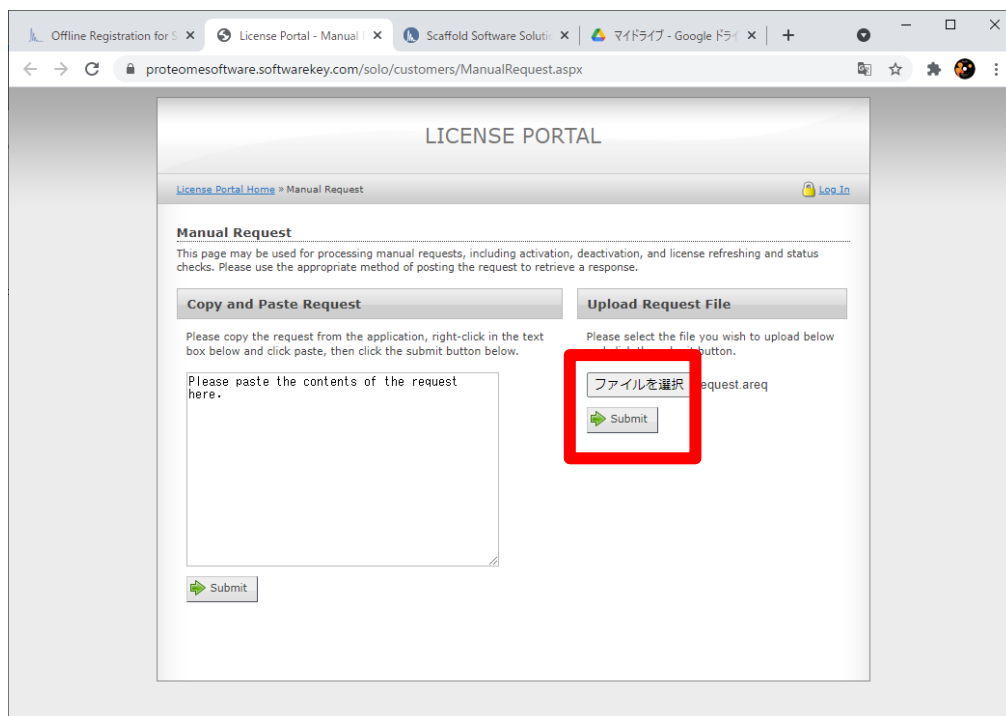 Offline Registration for S
License Portal - Manual
Scaffold Software Soluti
マイドライブ - Google ドライ
proteomesoftware.softwarekey.com/solo/customers/ManualRequest.aspx
LICENSE PORTAL
License Portal Home » Manual Request
Log In
Manual Request
This page may be used for processing manual requests, including activation, deactivation, and license refreshing and status
checks. Please use the appropriate method of posting the request to retrieve a response.
Copy and Paste Request
Please copy the request from the application, right-click in the text
box below and click paste, then click the submit button below.
Please paste the contents of the request
here.
Submit
Upload Request File
Please select the file you wish to upload below
button.
ファイルを選択 equest.areq
Submit